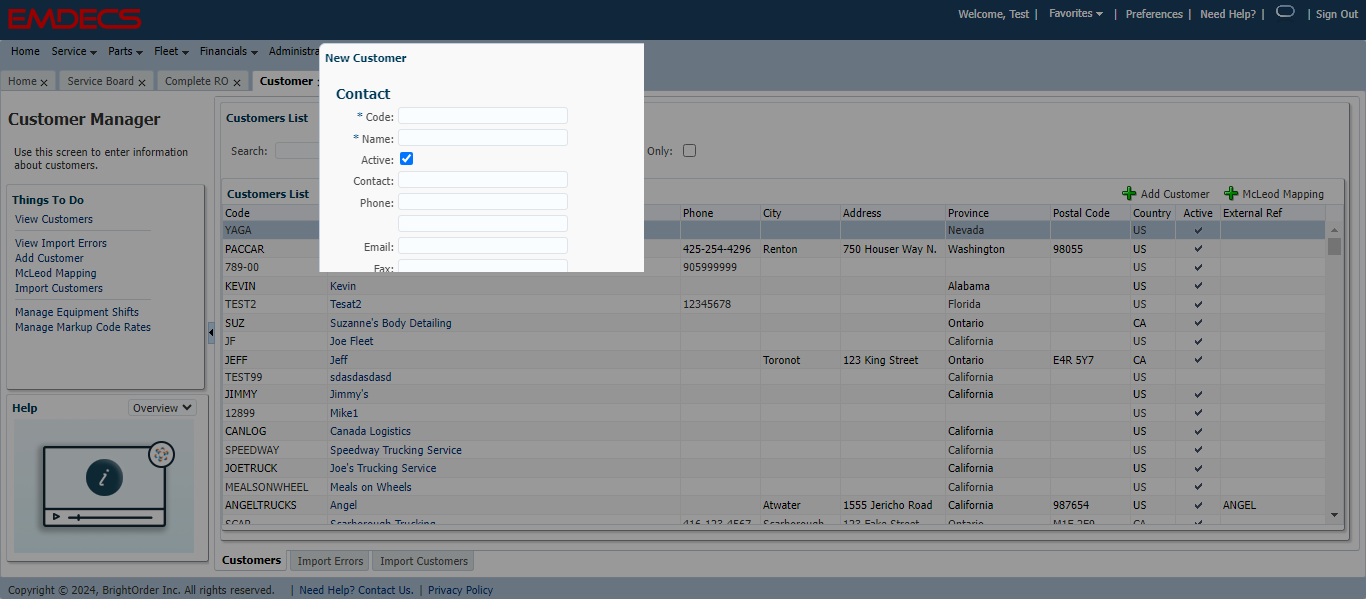 EMDECS
Welcome, Test | Favorites | Preferences | Need Help? | | Sign Out
Home Service Parts Fleet Financials Administra
Home x Service Board x Complete RO x Customer
Customer Manager
Use this screen to enter information
about customers.
Things To Do
View Customers
View Import Errors
Add Customer
McLeod Mapping
Import Customers
Manage Equipment Shifts
Manage Markup Code Rates
Help Overview
New Customer
Contact
* Code:
* Name:
Active:
Contact:
Phone:
Email:
Fax:
Customers List
Search: Only:
Customers List Add Customer McLeod Mapping
Code Phone City Address Province Postal Code Country Active External Ref
YAGA Nevada US
PACCAR 425-254-4296 Renton 750 Houser Way N. Washington 98055 US
789-00 905999999 US
KEVIN Kevin Alabama US
TEST2 Tesat2 12345678 Florida US
SUZ Suzanne's Body Detailing Ontario CA
JF Joe Fleet California US
JEFF Jeff Toronot 123 King Street Ontario E4R 5Y7 CA
TEST99 sdasdasdasd California US
JIMMY Jimmy's California US
12899 Mike1 US
CANLOG Canada Logistics California US
SPEEDWAY Speedway Trucking Service California US
JOETRUCK Joe's Trucking Service California US
MEALSONWHEEL Meals on Wheels California US
ANGELTRUCKS Angel Atwater 1555 Jericho Road California 987654 US ANGEL
SCAR Scarborough Trucking 416-123-4567 Scarborough 123 Fake Street Ontario M1E 2E9 CA
Customers Import Errors Import Customers
Copyright © 2024, BrightOrder Inc. All rights reserved. | Need Help? Contact Us. | Privacy Policy